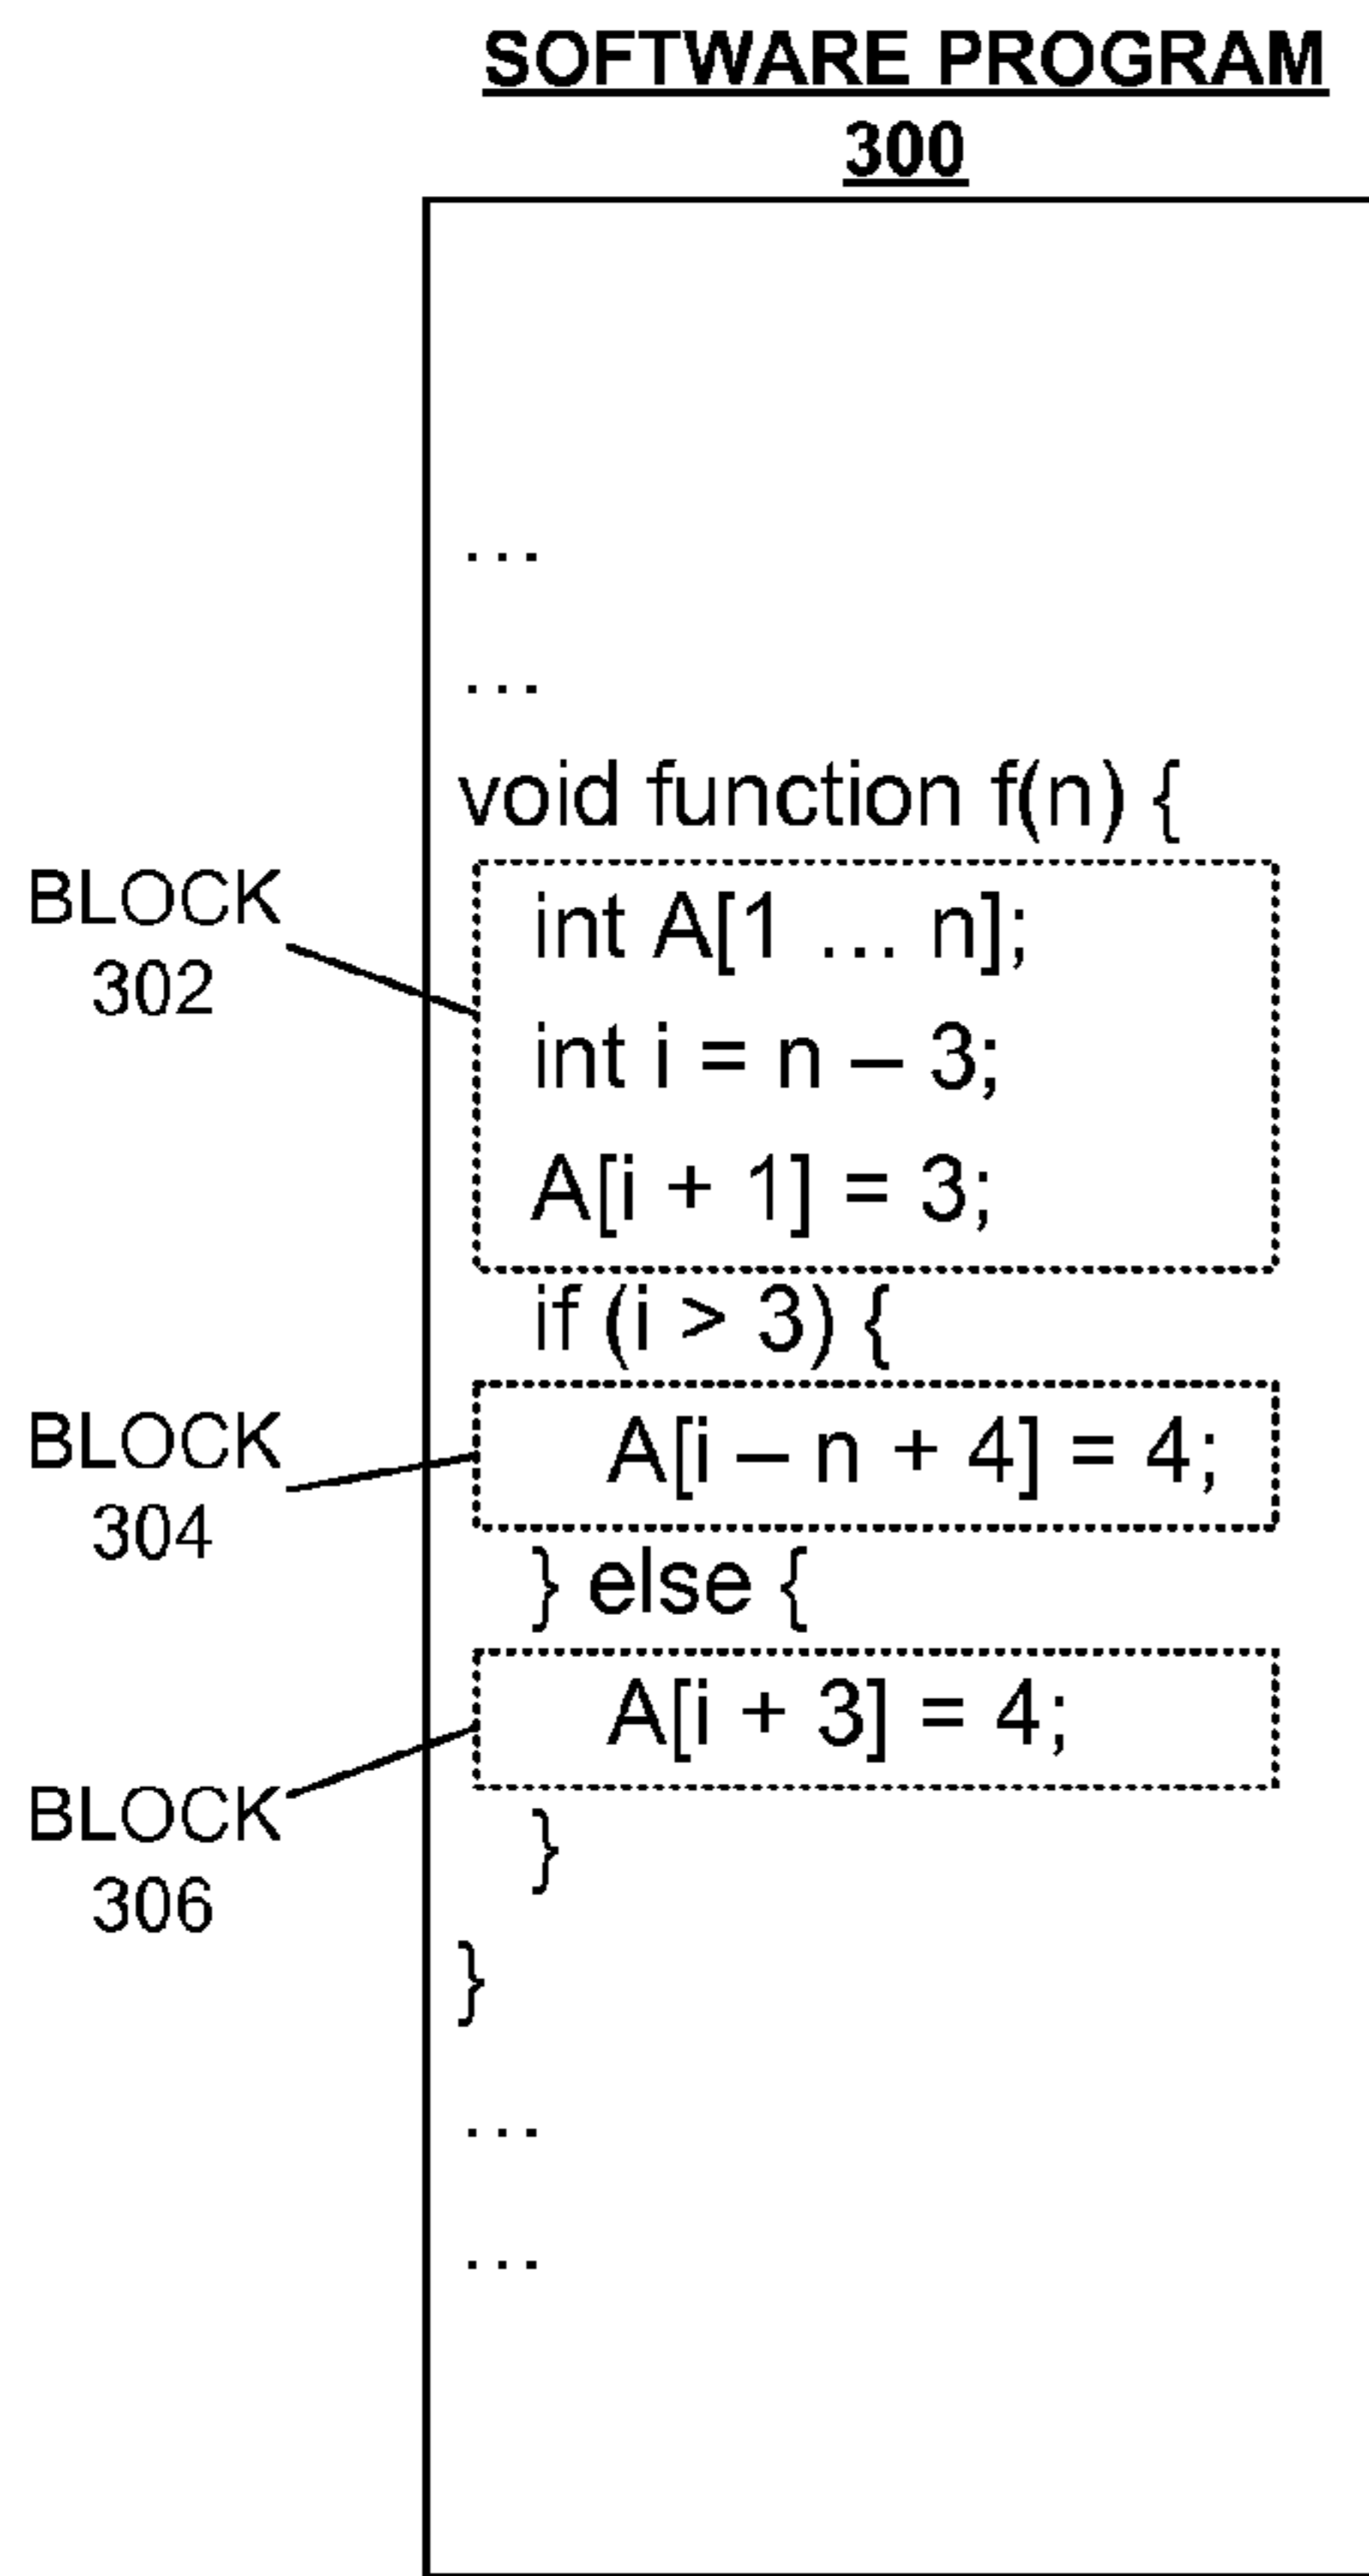 SOFTWARE PROGRAM
300
...
...
void function f(n) {
BLOCK
302
int A[1 ... n];
int i = n – 3;
A[i + 1] = 3;
if (i > 3) {
BLOCK
304
A[i – n + 4] = 4;
} else {
BLOCK
306
A[i + 3] = 4;
}
}
...
...